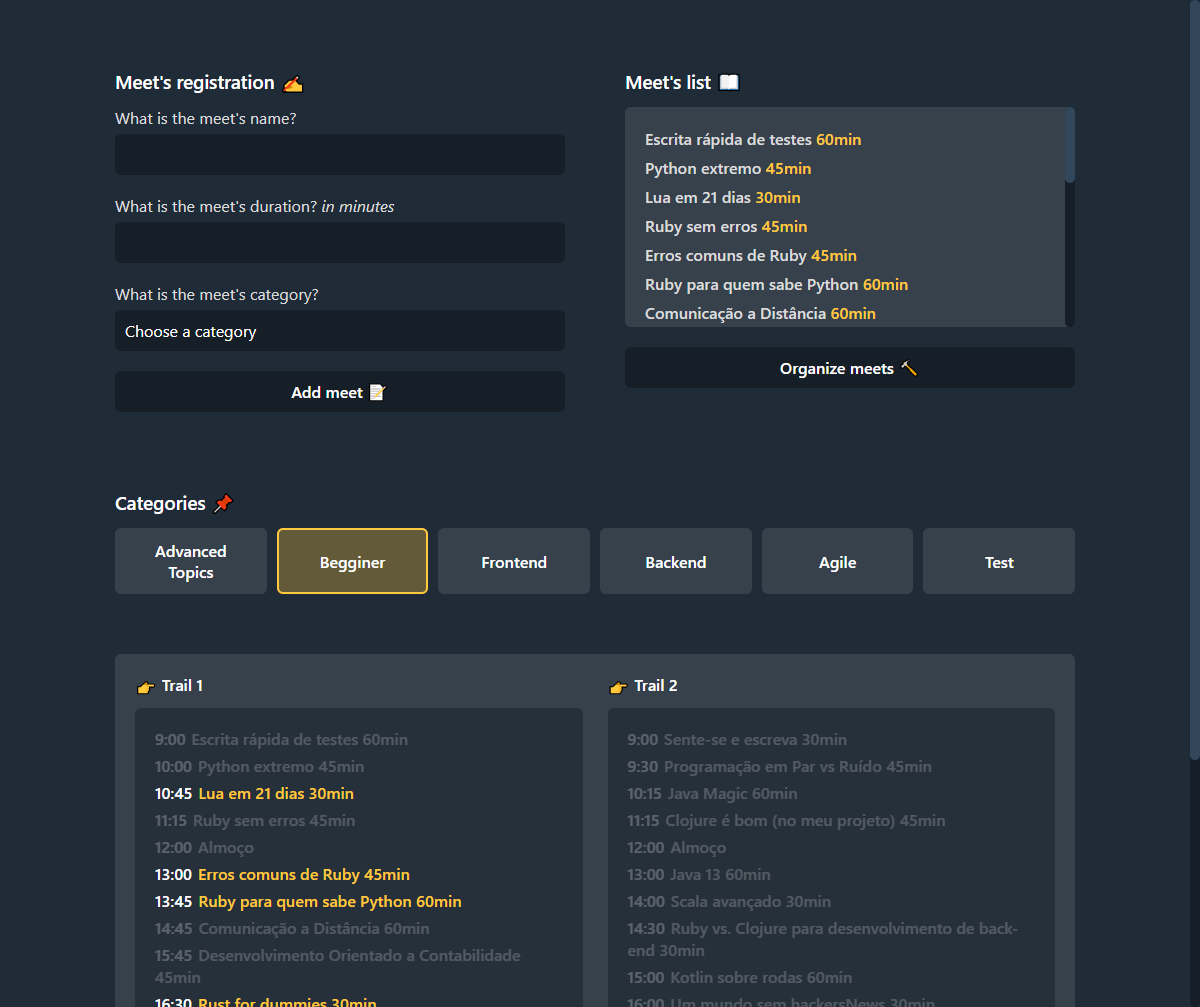 Meet's registration ✍️
What is the meet's name?
What is the meet's duration? in minutes
What is the meet's category?
Choose a category
Add meet 📝
Meet's list 📖
Escrita rápida de testes 60min
Python extremo 45min
Lua em 21 dias 30min
Ruby sem erros 45min
Erros comuns de Ruby 45min
Ruby para quem sabe Python 60min
Comunicação a Distância 60min
Organize meets 🔨
Categories 📌
Advanced
Topics
Begginer
Frontend
Backend
Agile
Test
👉 Trail 1
9:00 Escrita rápida de testes 60min
10:00 Python extremo 45min
10:45 Lua em 21 dias 30min
11:15 Ruby sem erros 45min
12:00 Almoço
13:00 Erros comuns de Ruby 45min
13:45 Ruby para quem sabe Python 60min
14:45 Comunicação a Distância 60min
15:45 Desenvolvimento Orientado a Contabilidade
45min
16:30 Rust for dummies 30min
👉 Trail 2
9:00 Sente-se e escreva 30min
9:30 Programação em Par vs Ruído 45min
10:15 Java Magic 60min
11:15 Clojure é bom (no meu projeto) 45min
12:00 Almoço
13:00 Java 13 60min
14:00 Scala avançado 30min
14:30 Ruby vs. Clojure para desenvolvimento de back-
end 30min
15:00 Kotlin sobre rodas 60min
16:00 Um mundo sem hackersNews 30min